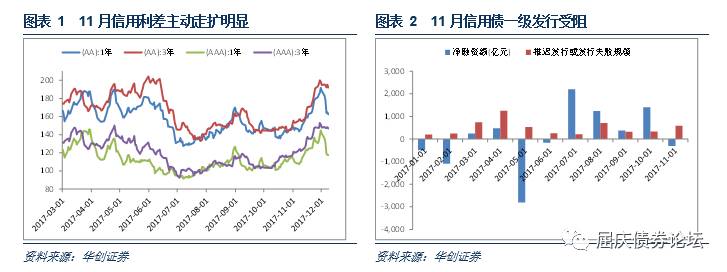 图表 1  11 月信用利差主动走扩明显
(AA):1年 (AA):3年 (AAA):1年 (AAA):3年
200
180
160
140
120
100
80
2017-03-01 2017-04-01 2017-05-01 2017-06-01 2017-07-01 2017-08-01 2017-09-01 2017-10-01 2017-11-01 2017-12-01
资料来源：华创证券
图表 2  11 月信用债一级发行受阻
净融资额(亿元) 推迟发行或发行失败规模
3,000
2,000
1,000
0
-1,000
-2,000
-3,000
-4,000
2017-01-01 2017-02-01 2017-03-01 2017-04-01 2017-05-01 2017-06-01 2017-07-01 2017-08-01 2017-09-01 2017-10-01 2017-11-01
资料来源：华创证券
屈庆债券论坛